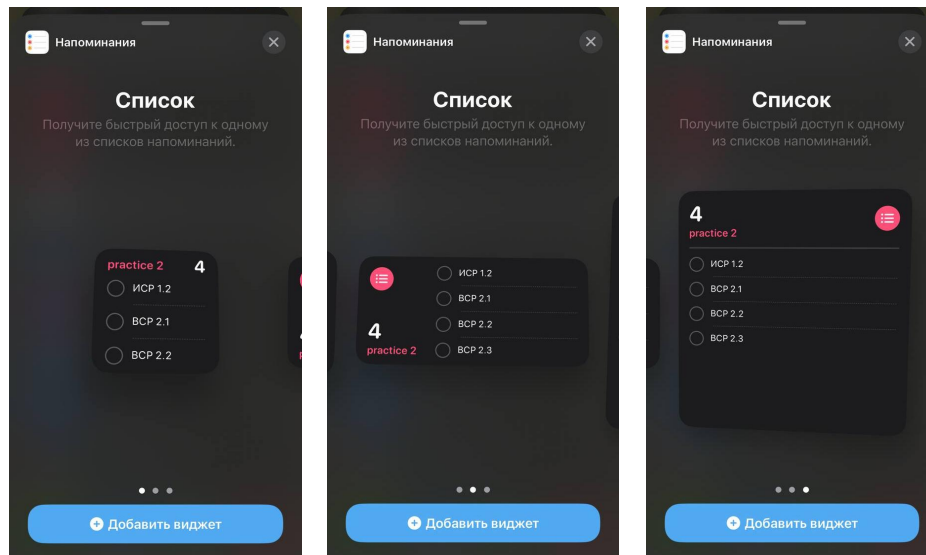 Напоминания
Список
Получите быстрый доступ к одному
из списков напоминаний.
practice 2 4
ИСР 1.2
ВСР 2.1
ВСР 2.2
Добавить виджет
Напоминания
Список
Получите быстрый доступ к одному
из списков напоминаний.
4
practice 2
ИСР 1.2
ВСР 2.1
ВСР 2.2
ВСР 2.3
Добавить виджет
Напоминания
Список
Получите быстрый доступ к одному
из списков напоминаний.
4
practice 2
ИСР 1.2
ВСР 2.1
ВСР 2.2
ВСР 2.3
Добавить виджет